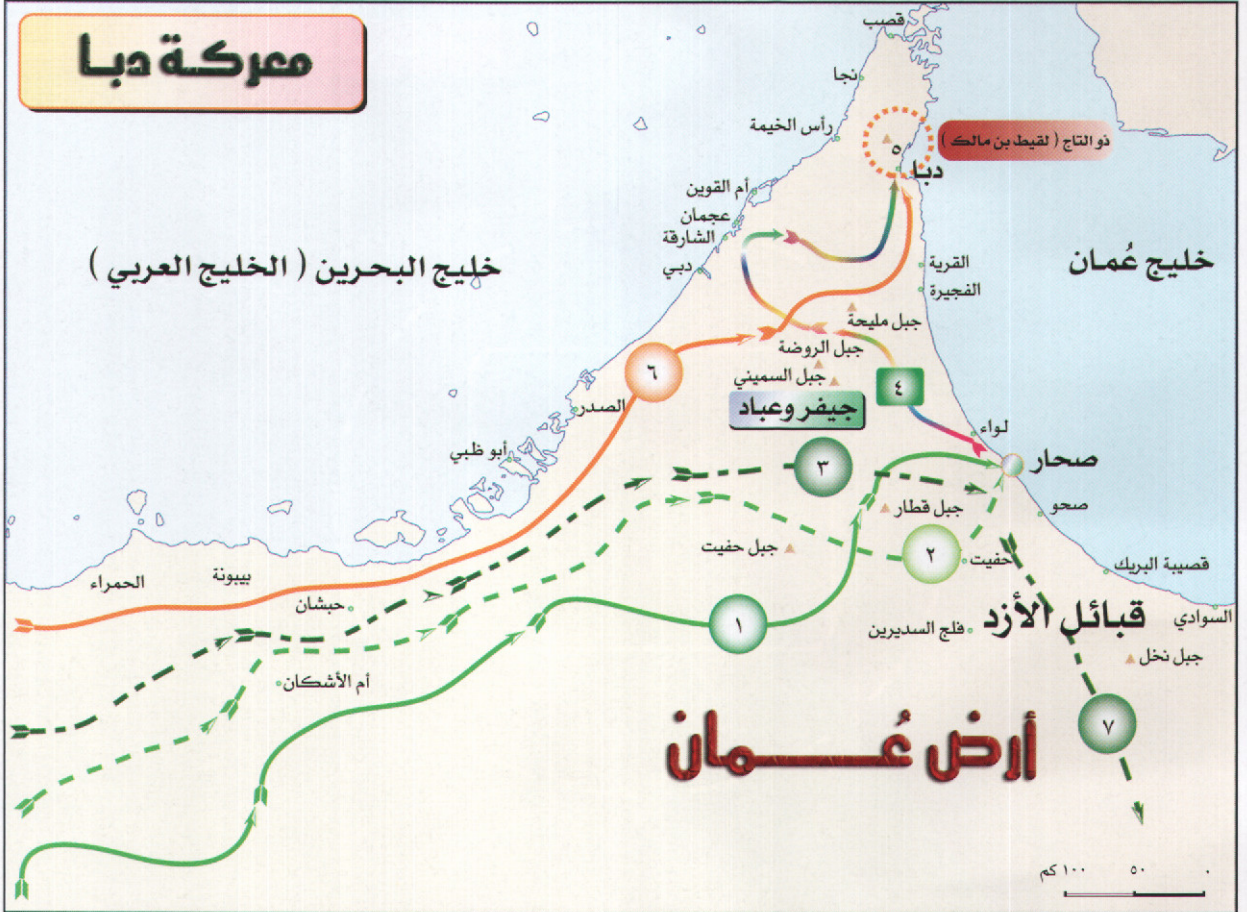 معركة دبا
قصب
نجا
رأس الخيمة
ذو التاج ( لقيط بن مالك )
٥
دبا
أم القوين
عجمان
الشارقة
دبي
خليج البحرين ( الخليج العربي )
خليج عُمان
القرية
الفجيرة
جبل مليحة
جبل الروضة
جبل السميني
٦
٤
جيفر وعباد
الصدر
لواء
أبو ظبي
صحار
٣
صحو
جبل قطار
جبل حفيت
٢
حفيت
قصيبة البريك
الحمراء
بيبونة
حبشان
١
قبائل الأزد
السوادي
فلج السديرين
جبل نخل
أم الأشكان
٧
أرض عُمان
٠ ٥٠ ١٠٠ كم